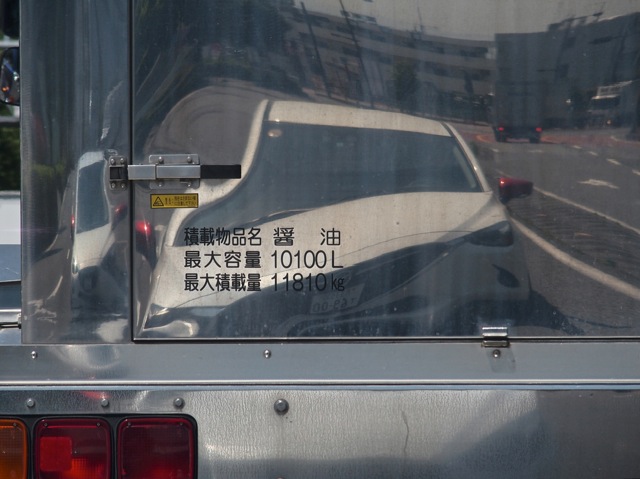 積載物品名 醤 油
最大容量 10100L
最大積載量 11810kg